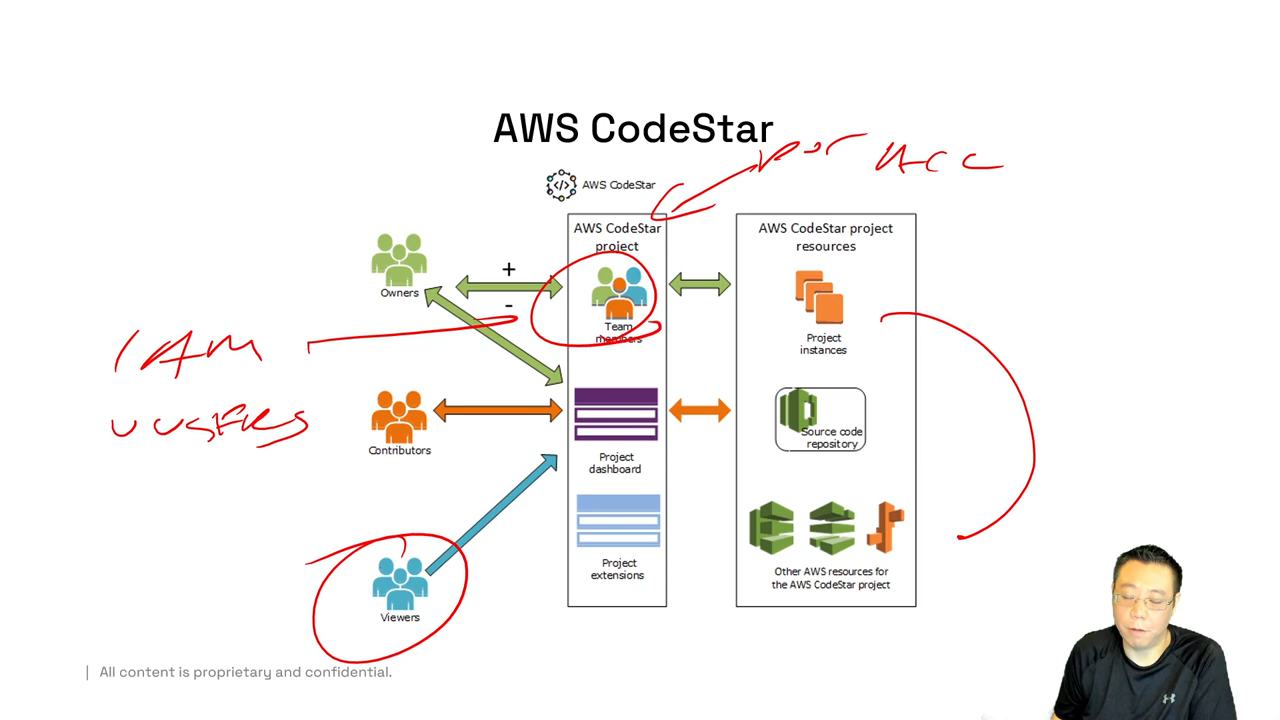 AWS CodeStar
ACC
AWS CodeStar
AWS CodeStar
project
AWS CodeStar project
resources
+
-
Owners
Team
members
Project
instances
IAM
Contributors
Source code
repository
Project
dashboard
Project
extensions
Other AWS resources for
the AWS CodeStar project
Viewers
| All content is proprietary and confidential.